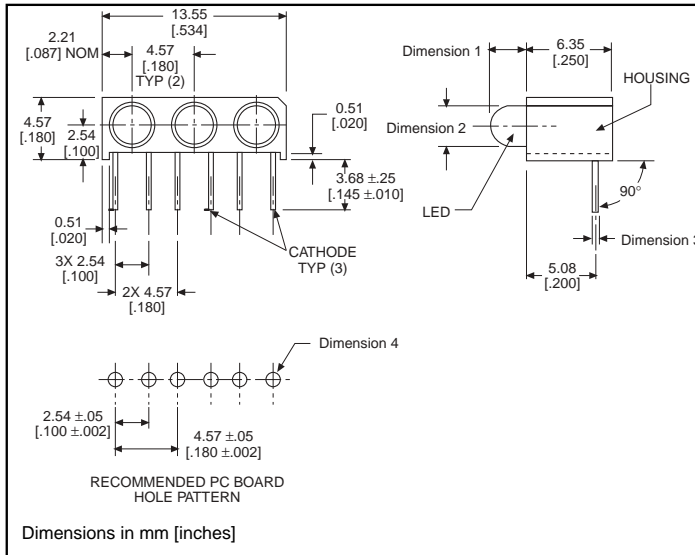 13.55
[.534]
2.21
[.087] NOM
4.57
[.180]
TYP (2)
4.57
[.180]
2.54
[.100]
0.51
[.020]
3.68 ±.25
[.145 ±.010]
0.51
[.020]
3X 2.54
[.100]
2X 4.57
[.180]
CATHODE
TYP (3)
Dimension 1
6.35
[.250]
HOUSING
Dimension 2
LED
90°
Dimension 3
5.08
[.200]
Dimension 4
2.54 ±.05
[.100 ±.002]
4.57 ±.05
[.180 ±.002]
RECOMMENDED PC BOARD
HOLE PATTERN
Dimensions in mm [inches]